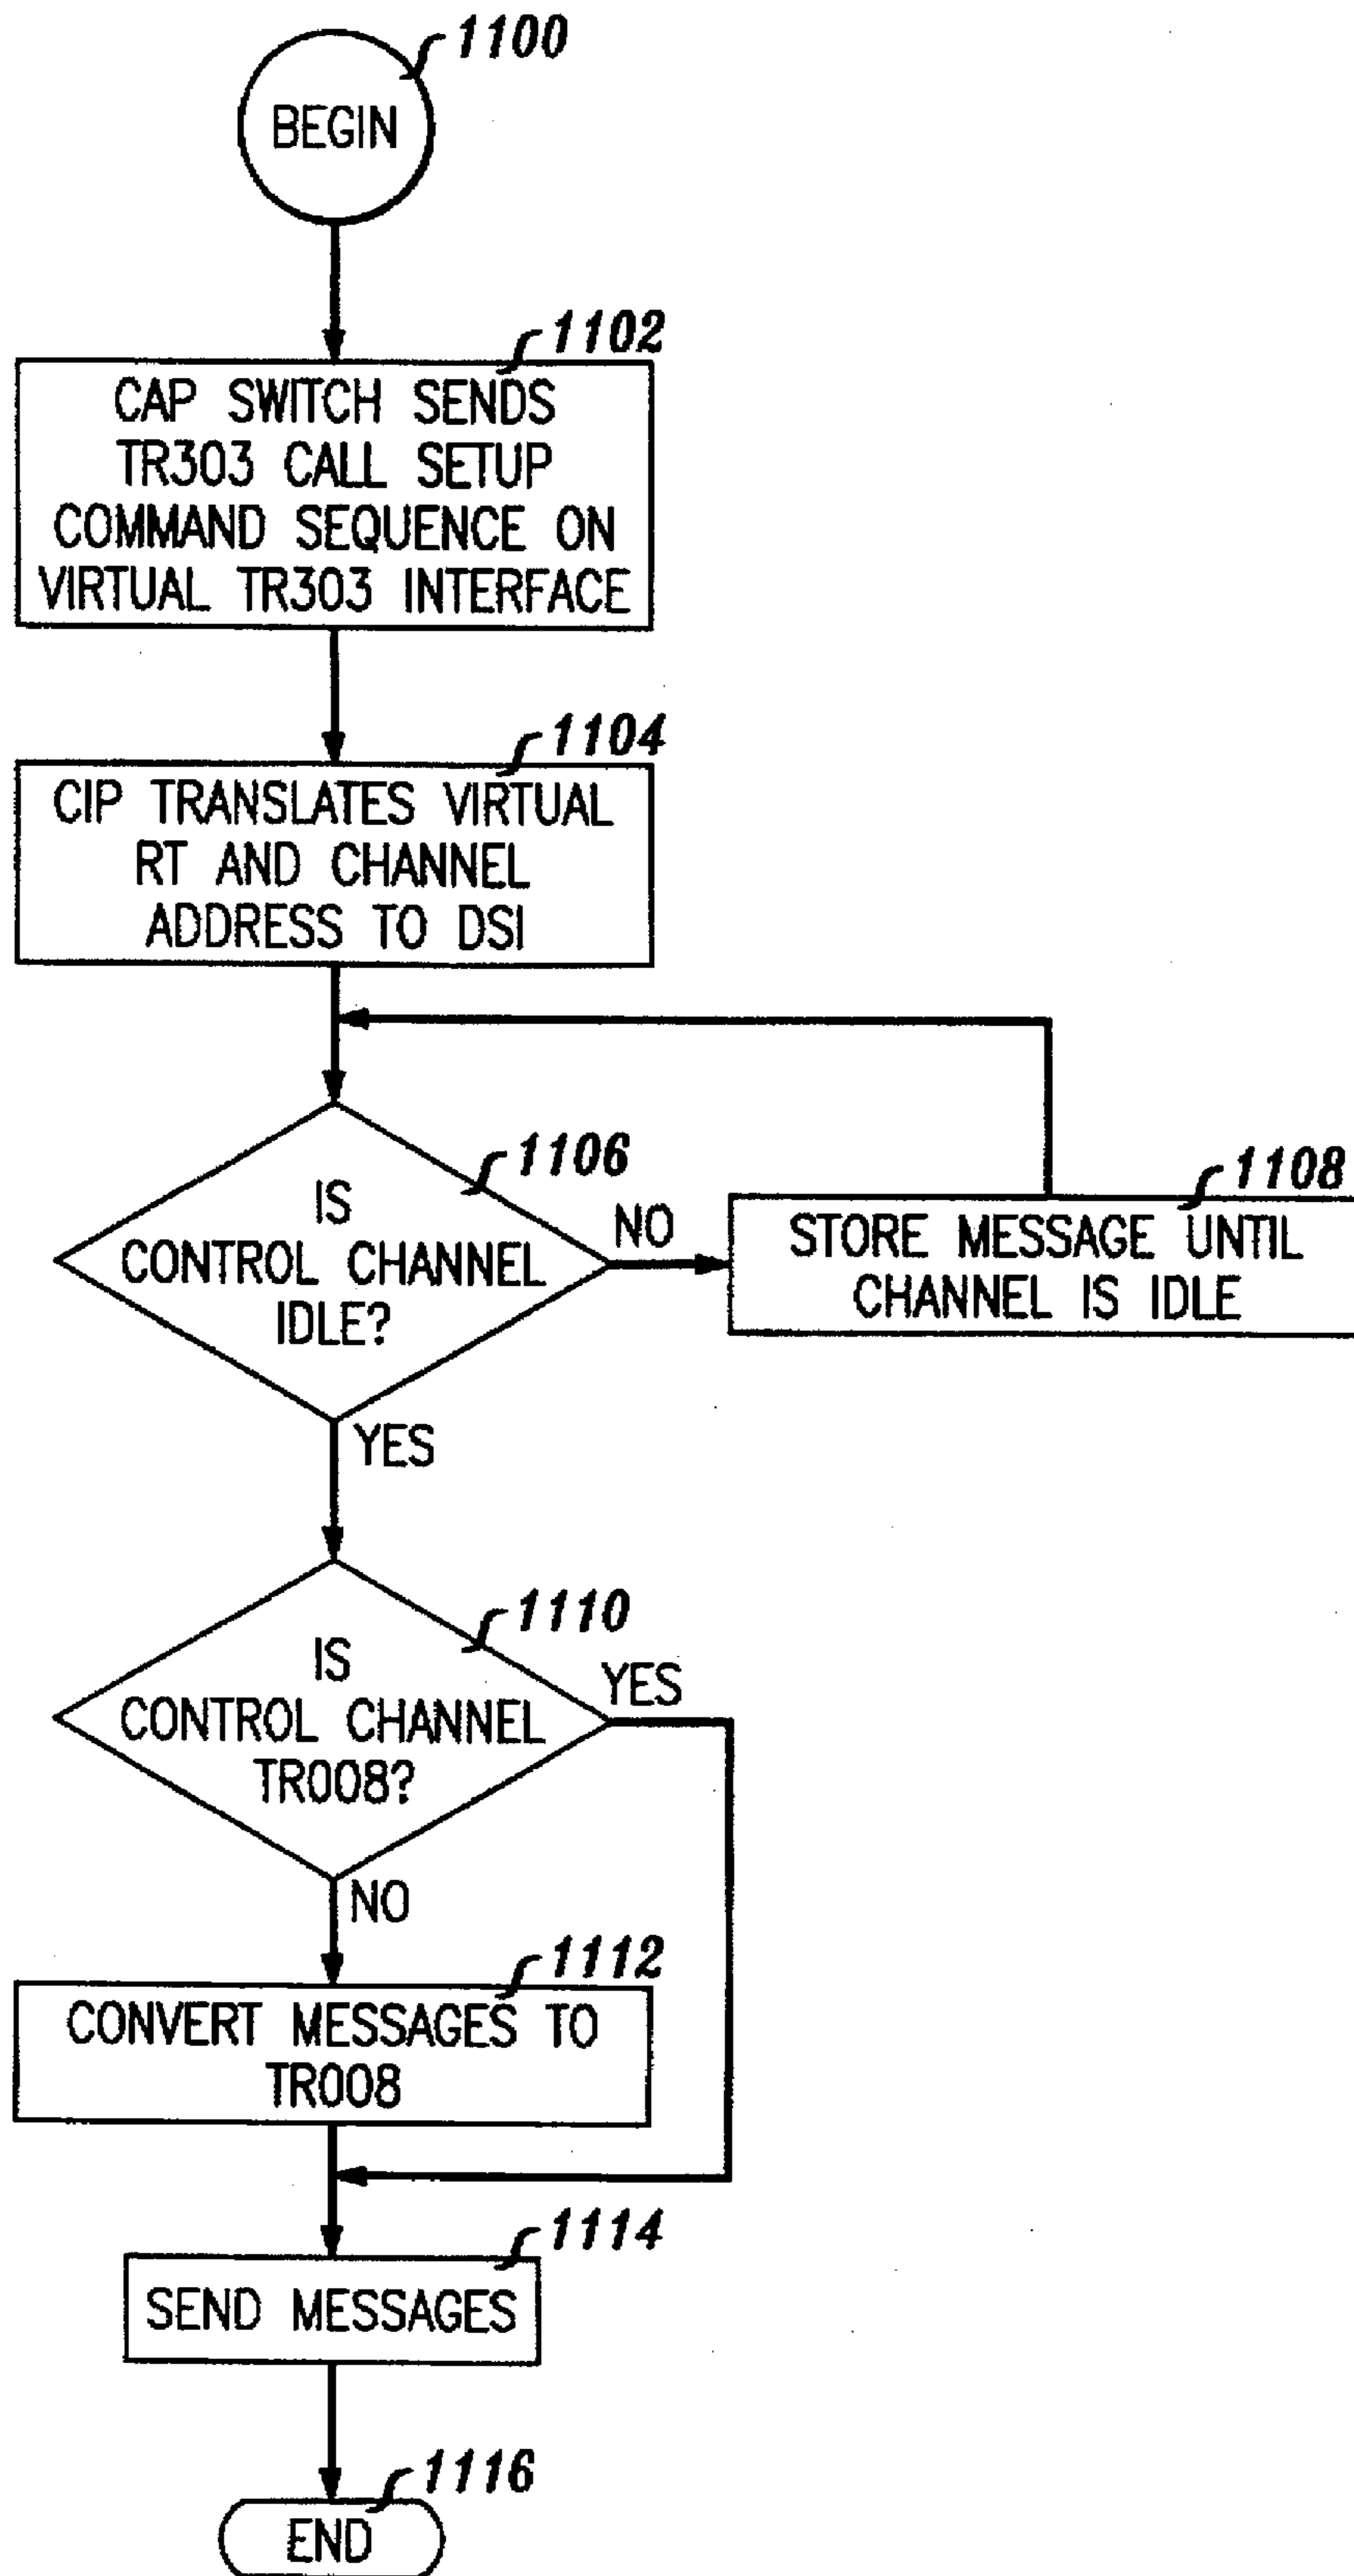 1100
BEGIN
1102
CAP SWITCH SENDS
TR303 CALL SETUP
COMMAND SEQUENCE ON
VIRTUAL TR303 INTERFACE
1104
CIP TRANSLATES VIRTUAL
RT AND CHANNEL
ADDRESS TO DSI
1106
IS
CONTROL CHANNEL
IDLE?
NO
1108
STORE MESSAGE UNTIL
CHANNEL IS IDLE
YES
1110
IS
CONTROL CHANNEL
TR008?
YES
NO
1112
CONVERT MESSAGES TO
TR008
1114
SEND MESSAGES
1116
END